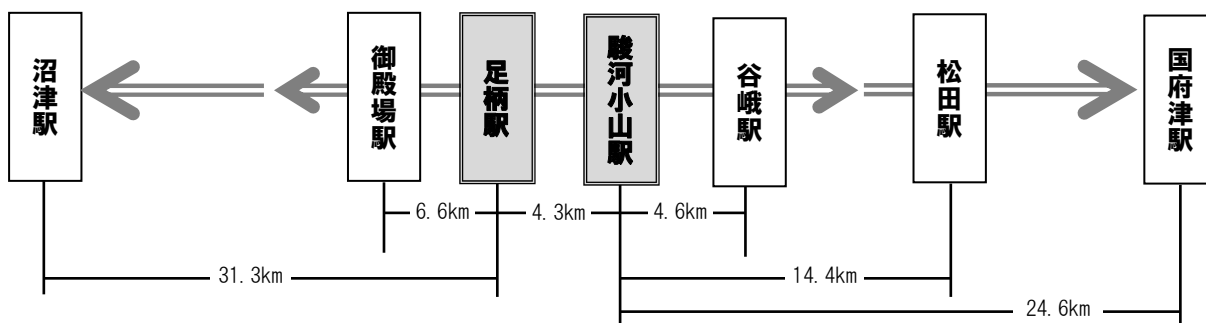 沼津駅
御殿場駅
足柄駅
駿河小山駅
谷峨駅
松田駅
国府津駅
6.6km
4.3km
4.6km
31.3km
14.4km
24.6km